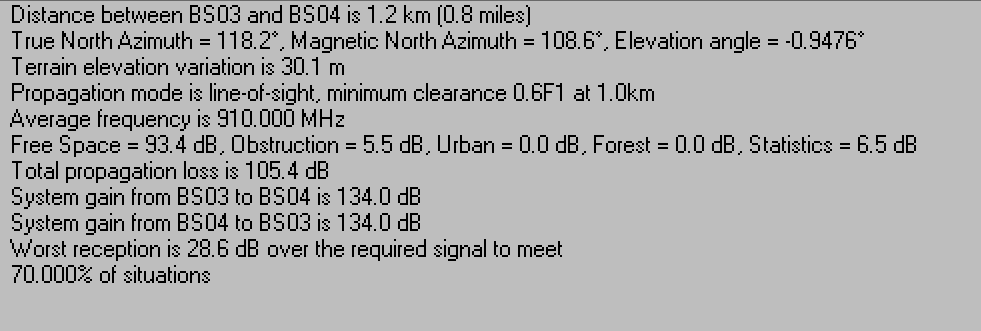 Distance between BS03 and BS04 is 1.2 km (0.8 miles)
True North Azimuth = 118.2°, Magnetic North Azimuth = 108.6°, Elevation angle = -0.9476°
Terrain elevation variation is 30.1 m
Propagation mode is line-of-sight, minimum clearance 0.6F1 at 1.0km
Average frequency is 910.000 MHz
Free Space = 93.4 dB, Obstruction = 5.5 dB, Urban = 0.0 dB, Forest = 0.0 dB, Statistics = 6.5 dB
Total propagation loss is 105.4 dB
System gain from BS03 to BS04 is 134.0 dB
System gain from BS04 to BS03 is 134.0 dB
Worst reception is 28.6 dB over the required signal to meet
70.000% of situations